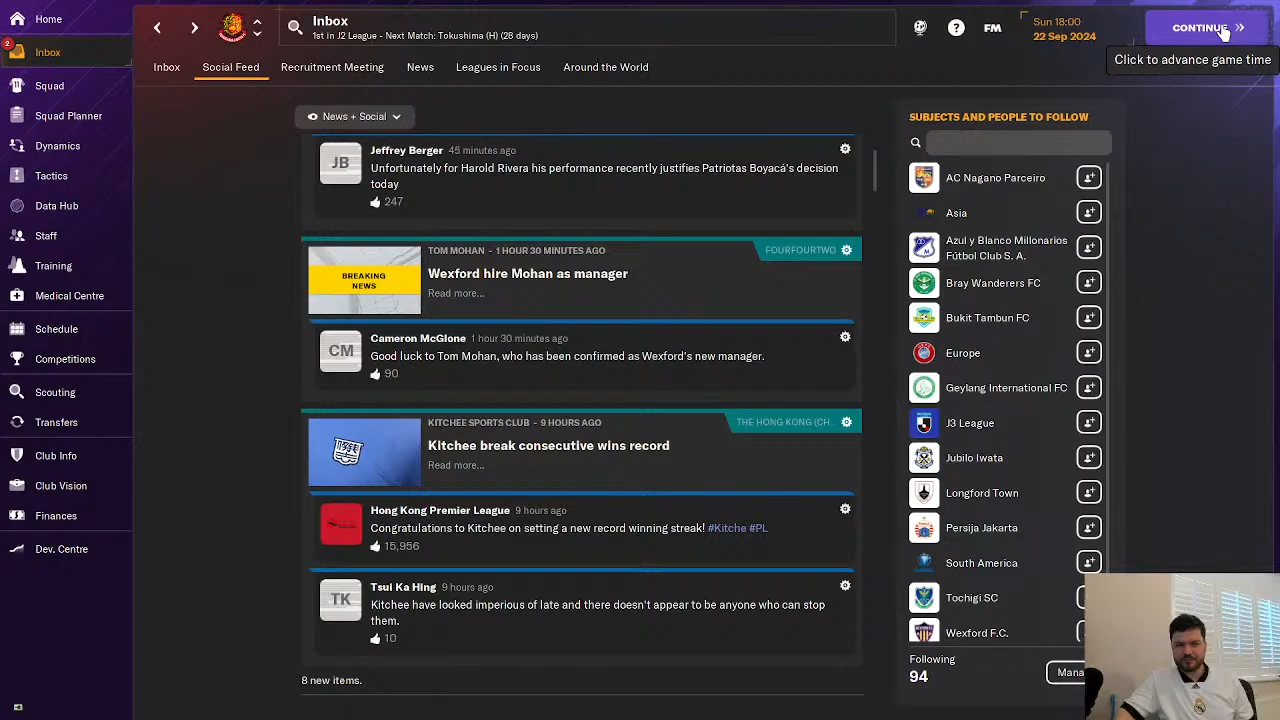 Home
2
Inbox
Squad
Squad Planner
Dynamics
Tactics
Data Hub
Staff
Training
Medical Centre
Schedule
Competitions
Scouting
Transfers
Club Info
Club Vision
Finances
Dev. Centre
Inbox
1st in J2 League - Next Match: Tokushima(H) (28 days)
FM
Sun 18:00
22 Sep 2024
CONTINUE
Click to advance game time
Inbox
Social Feed
Recruitment Meeting
News
Leagues in Focus
Around the World
News + Social
JB
Jeffrey Berger 45 minutes ago
Unfortunately for Harold Rivera his performance recently justifies Patriotas Boyacá's decision
today
247
TOM MOHAN - 1 HOUR 30 MINUTES AGO
FOURFOURTWO
BREAKING
NEWS
Wexford hire Mohan as manager
Read more...
CM
Cameron McGlone 1 hour 30 minutes ago
Good luck to Tom Mohan, who has been confirmed as Wexford's new manager.
90
KITCHEE SPORTS CLUB - 9 HOURS AGO
THE HONG KONG (CH...
Kitchee break consecutive wins record
Read more...
Hong Kong Premier League 9 hours ago
Congratulations to Kitchee on setting a new record winning streak! #Kitche #PL
15,956
TK
Tsui Ka Hing 9 hours ago
Kitchee have looked imperious of late and there doesn't appear to be anyone who can stop
them.
10
8 new items.
SUBJECTS AND PEOPLE TO FOLLOW
AC Nagano Parceiro
Asia
Azul y Blanco Millonarios
Fútbol Club S. A.
Bray Wanderers FC
Bukit Tambun FC
Europe
Geylang International FC
J3 League
Jubilo Iwata
Longford Town
Persija Jakarta
South America
Tochigi SC
Wexford F.C.
Following
94
Mana